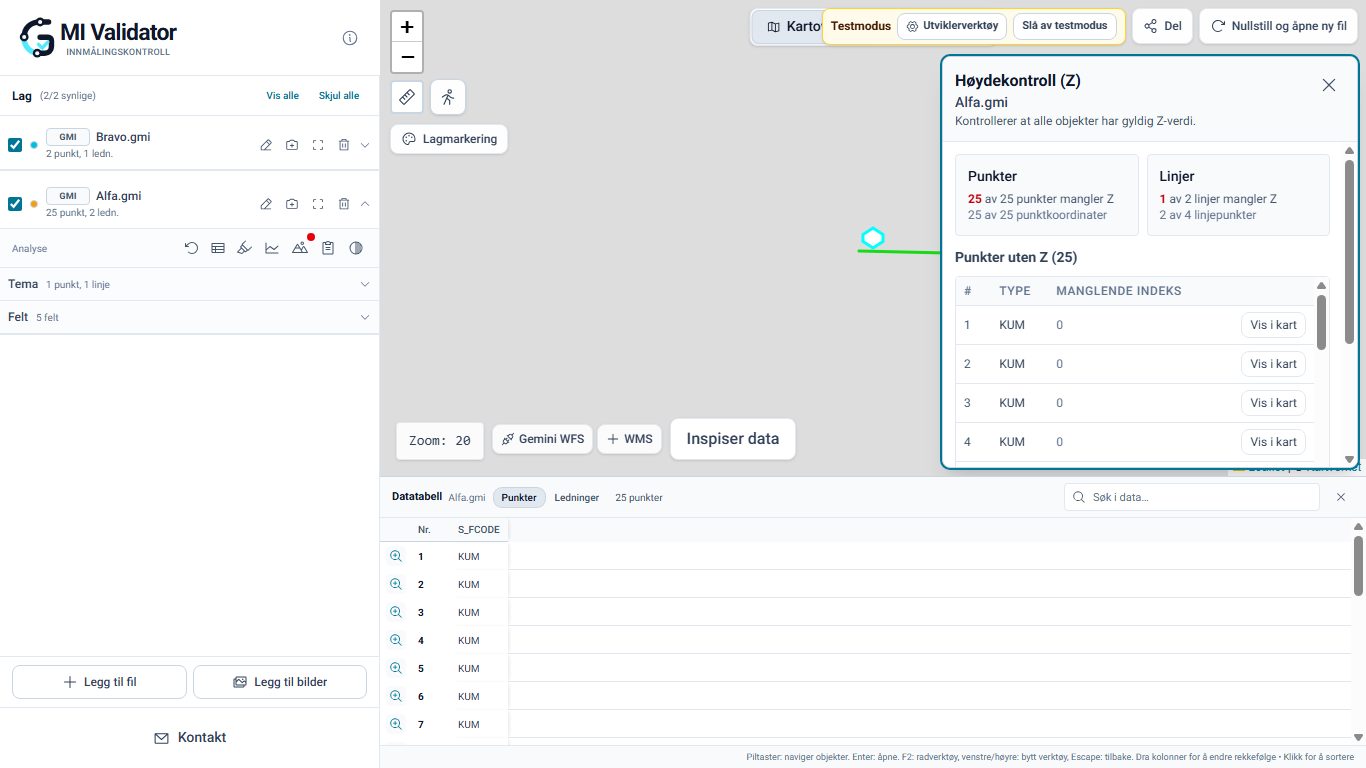 MI Validator
INNMÅLINGSKONTROLL
Lag (2/2 synlige) Vis alle Skjul alle
GMI Bravo.gmi
2 punkt, 1 ledn.
GMI Alfa.gmi
25 punkt, 2 ledn.
Analyse
Tema 1 punkt, 1 linje
Felt 5 felt
Legg til fil
Legg til bilder
Kontakt
+
−
Lagmarkering
Testmodus
Utviklerverktøy
Slå av testmodus
Del
Nullstill og åpne ny fil
Høydekontroll (Z)
Alfa.gmi
Kontrollerer at alle objekter har gyldig Z-verdi.
Punkter
25 av 25 punkter mangler Z
25 av 25 punktkoordinater
Linjer
1 av 2 linjer mangler Z
2 av 4 linjepunkter
Punkter uten Z (25)
# TYPE MANGLENDE INDEKS
1 KUM 0 Vis i kart
2 KUM 0 Vis i kart
3 KUM 0 Vis i kart
4 KUM 0 Vis i kart
Zoom: 20
Gemini WFS
WMS
Inspiser data
Datatabell Alfa.gmi Punkter Ledninger 25 punkter
Søk i data...
Nr. S_FCODE
1 KUM
2 KUM
3 KUM
4 KUM
5 KUM
6 KUM
7 KUM
Piltaster: naviger objekter. Enter: åpne. F2: radverktøy, venstre/høyre: bytt verktøy, Escape: tilbake. Dra kolonner for å endre rekkefølge • Klikk for å sortere